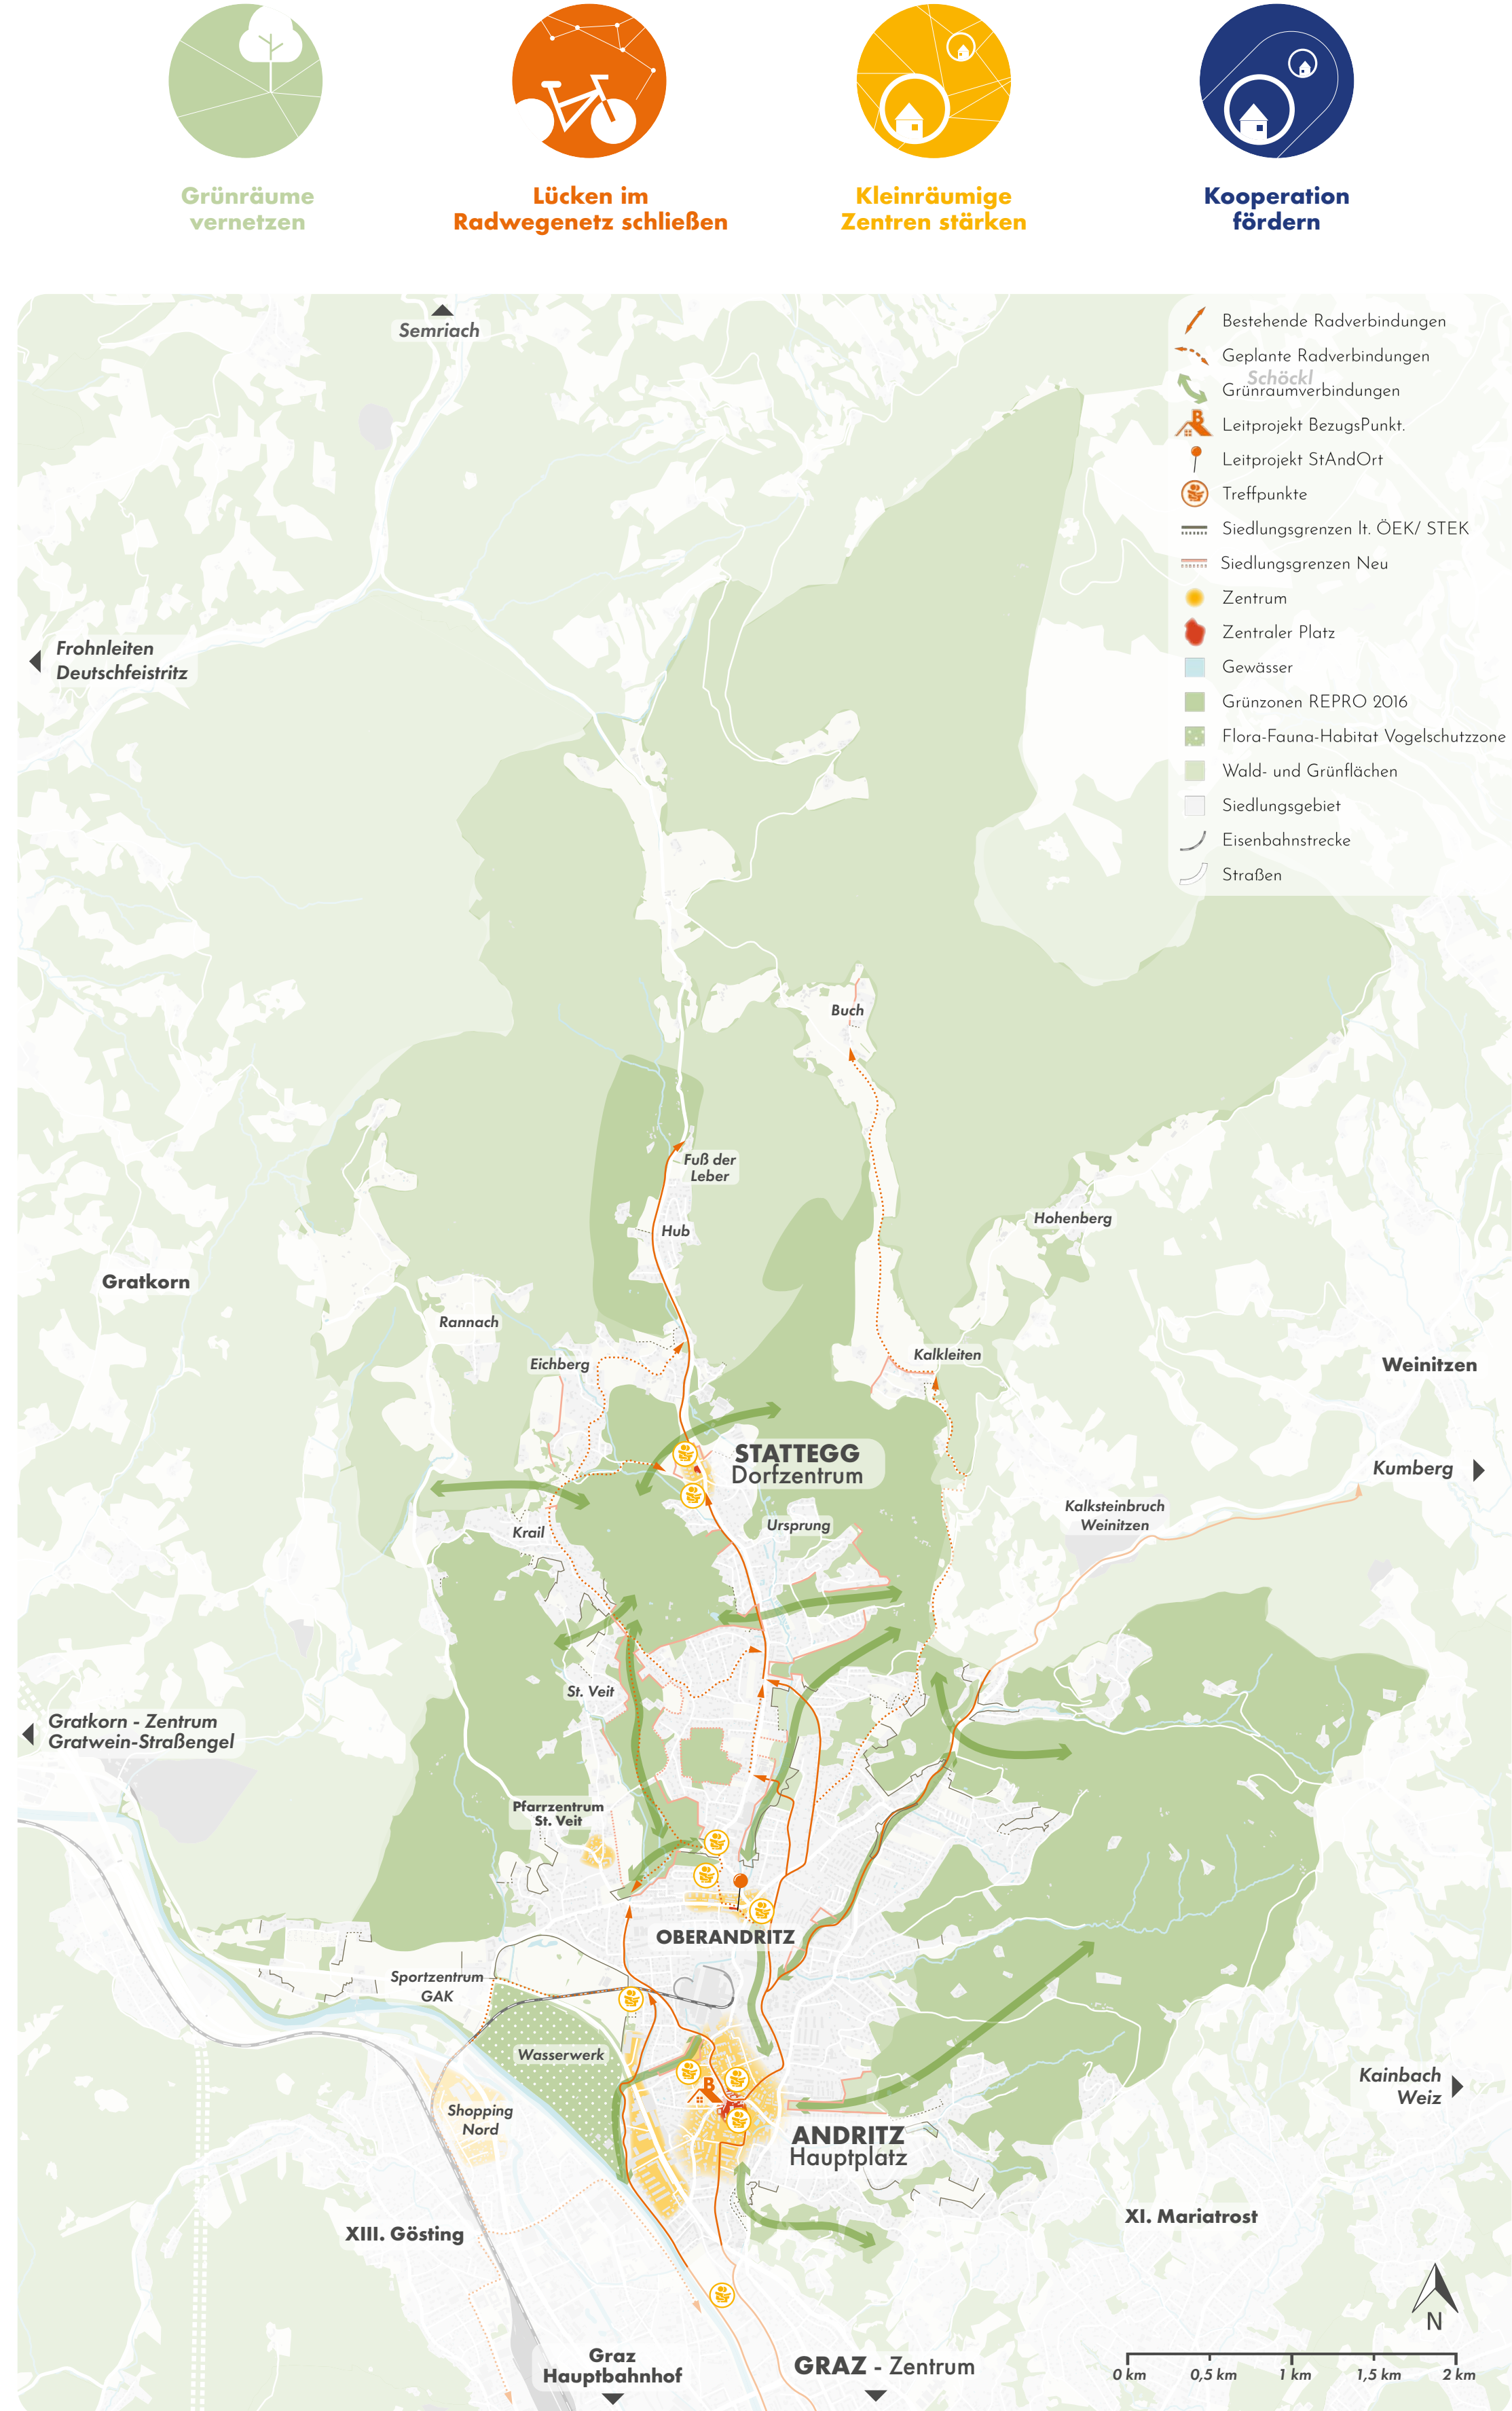 Grünräume
vernetzen
Lücken im
Radwegenetz schließen
Kleinräumige
Zentren stärken
Kooperation
fördern
Semriach
Bestehende Radverbindungen
Geplante Radverbindungen
Schöckl
Grünraumverbindungen
B
Leitprojekt BezugsPunkt.
Leitprojekt StAndOrt
Treffpunkte
Siedlungsgrenzen lt. ÖEK/ STEK
Siedlungsgrenzen Neu
Zentrum
Zentraler Platz
Gewässer
Grünzonen REPRO 2016
Flora-Fauna-Habitat Vogelschutzzone
Wald- und Grünflächen
Siedlungsgebiet
Eisenbahnstrecke
Straßen
Frohnleiten
Deutschfeistritz
Buch
Fuß der
Leber
Hub
Hohenberg
Gratkorn
Rannach
Eichberg
Kalkleiten
Weinitzen
STATTEGG
Dorfzentrum
Kumberg
Kalksteinbruch
Weinitzen
Krail
Ursprung
St. Veit
Gratkorn - Zentrum
Gratwein-Straßengel
Pfarrzentrum
St. Veit
OBERANDRITZ
Sportzentrum
GAK
Wasserwerk
B
Shopping
Nord
Kainbach
Weiz
ANDRITZ
Hauptplatz
XI. Mariatrost
XIII. Gösting
N
Graz
Hauptbahnhof
GRAZ - Zentrum
0 km
0,5 km
1 km
1,5 km
2 km